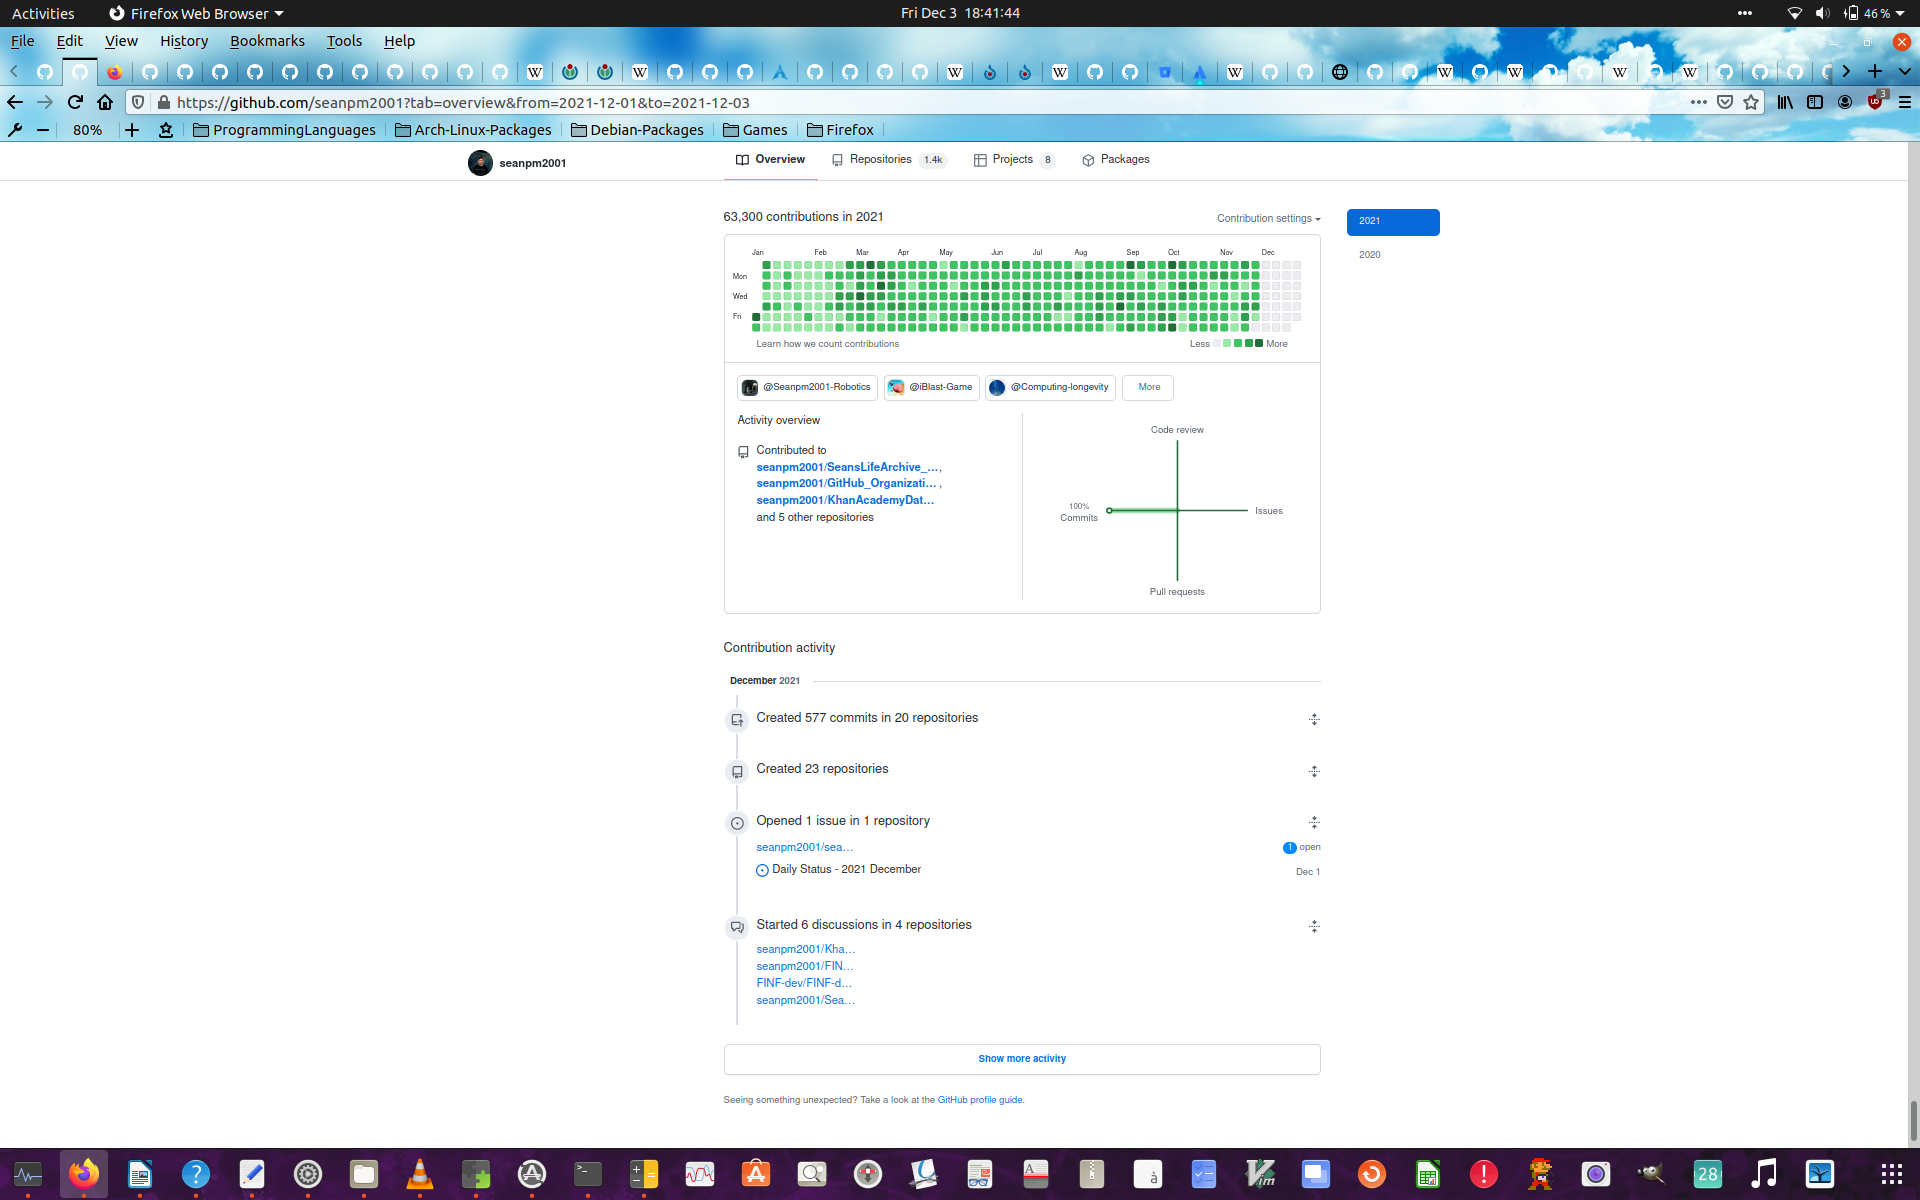 Activities
Firefox Web Browser
Fri Dec 3 18:41:44
46 %
File Edit View History Bookmarks Tools Help
https://github.com/seanpm2001?tab=overview&from=2021-12-01&to=2021-12-03
3
80%
ProgrammingLanguages
Arch-Linux-Packages
Debian-Packages
Games
Firefox
seanpm2001
Overview
Repositories 1.4k
Projects 8
Packages
63,300 contributions in 2021
Contribution settings
2021
2020
Jan Feb Mar Apr May Jun Jul Aug Sep Oct Nov Dec
Mon
Wed
Fri
Learn how we count contributions
Less
More
@Seanpm2001-Robotics
@iBlast-Game
@Computing-longevity
More
Activity overview
Contributed to
seanpm2001/SeansLifeArchive_…,
seanpm2001/GitHub_Organizati… ,
seanpm2001/KhanAcademyDat…
and 5 other repositories
Code review
100%
Commits
Issues
Pull requests
Contribution activity
December 2021
Created 577 commits in 20 repositories
Created 23 repositories
Opened 1 issue in 1 repository
seanpm2001/sea…
1 open
Daily Status - 2021 December
Dec 1
Started 6 discussions in 4 repositories
seanpm2001/Kha…
seanpm2001/FIN…
FINF-dev/FINF-d…
seanpm2001/Sea…
Show more activity
Seeing something unexpected? Take a look at the GitHub profile guide.
28